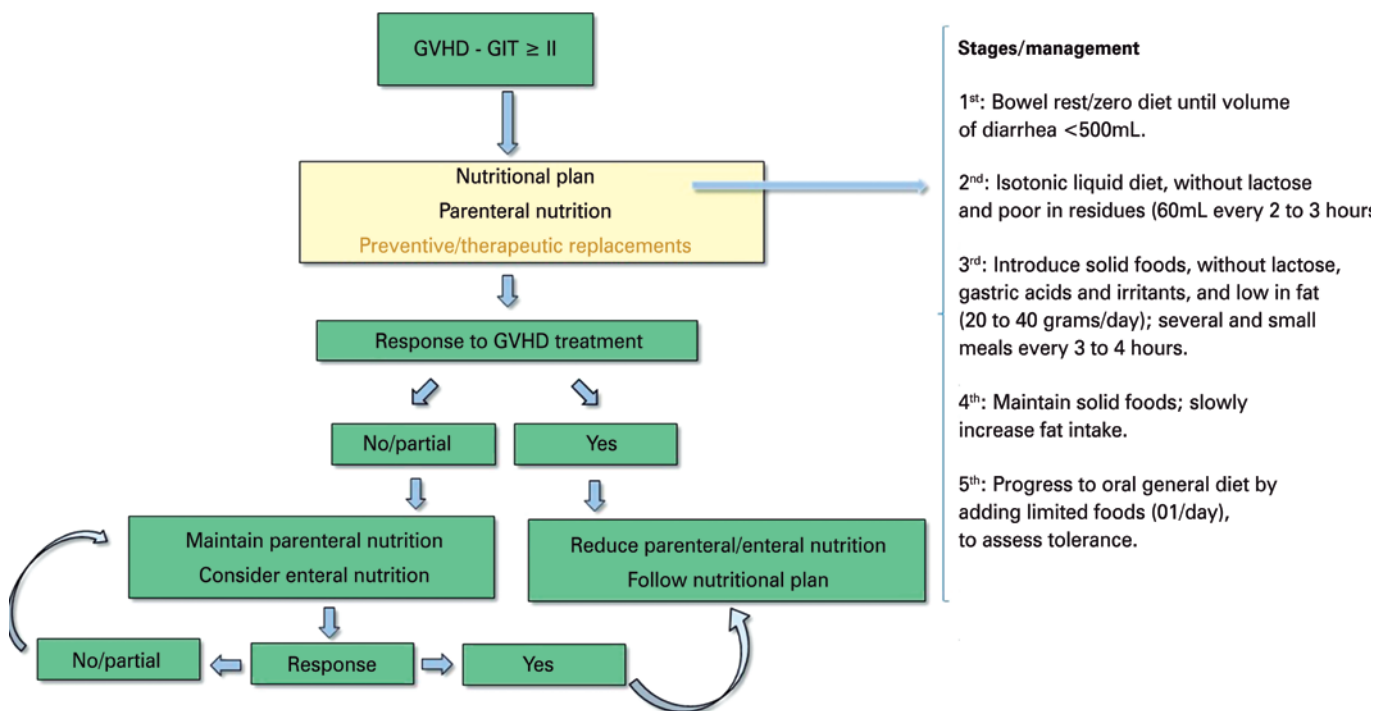 GVHD - GIT ≥ II
Nutritional plan
Parenteral nutrition
Preventive/therapeutic replacements
Response to GVHD treatment
No/partial
Yes
Maintain parenteral nutrition
Consider enteral nutrition
Reduce parenteral/enteral nutrition
Follow nutritional plan
No/partial
Response
Yes
Stages/management
1st: Bowel rest/zero diet until volume
of diarrhea <500mL.
2nd: Isotonic liquid diet, without lactose
and poor in residues (60mL every 2 to 3 hours
3rd: Introduce solid foods, without lactose,
gastric acids and irritants, and low in fat
(20 to 40 grams/day); several and small
meals every 3 to 4 hours.
4th: Maintain solid foods; slowly
increase fat intake.
5th: Progress to oral general diet by
adding limited foods (01/day),
to assess tolerance.